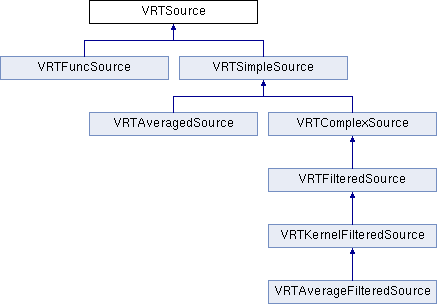 VRTSource
VRTFuncSource
VRTSimpleSource
VRTAveragedSource
VRTComplexSource
VRTFilteredSource
VRTKernelFilteredSource
VRTAverageFilteredSource